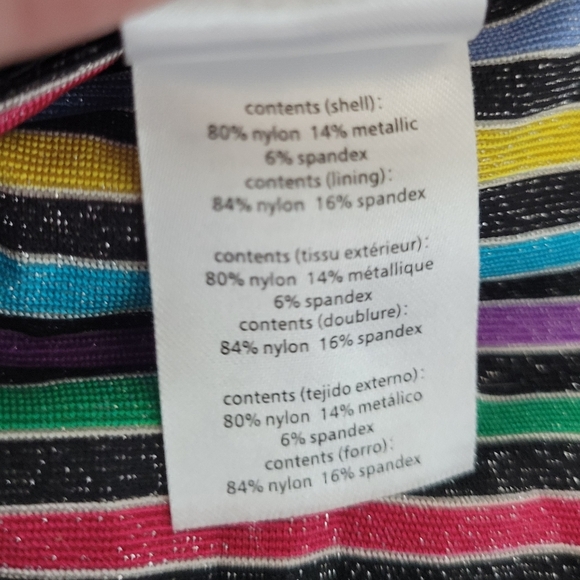 contents (shell):
80% nylon 14% metallic
6% spandex
contents (lining):
84% nylon 16% spandex
contents (tissu extérieur):
80% nylon 14% métallique
6% spandex
contents (doublure):
84% nylon 16% spandex
contents (tejido externo):
80% nylon 14% metálico
6% spandex
contents (forro):
84% nylon 16% spandex